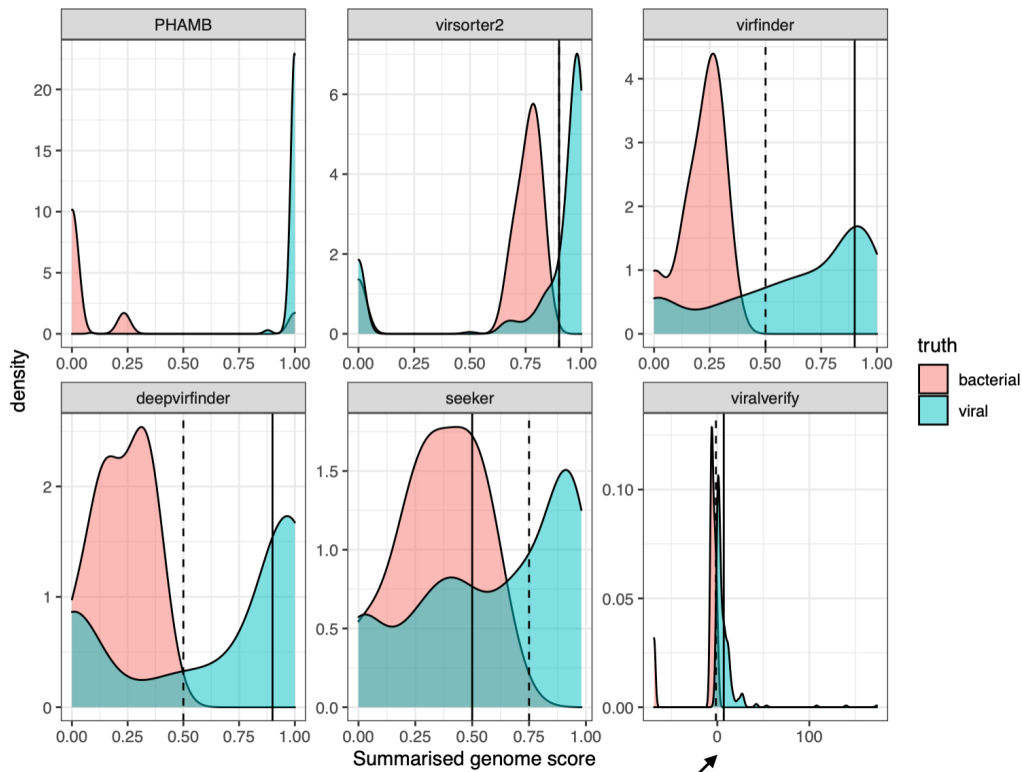 PHAMB virsorter2 virfinder
20
15
10
5
0
6
4
2
0
4
3
2
1
0
0.00 0.25 0.50 0.75 1.00 0.00 0.25 0.50 0.75 1.00 0.00 0.25 0.50 0.75 1.00
density
deepvirfinder seeker viralverify
2
1
0
1.5
1.0
0.5
0.0
0.10
0.05
0.00
0.00 0.25 0.50 0.75 1.00 0.00 0.25 0.50 0.75 1.00 0 100
Summarised genome score
truth
bacterial
viral